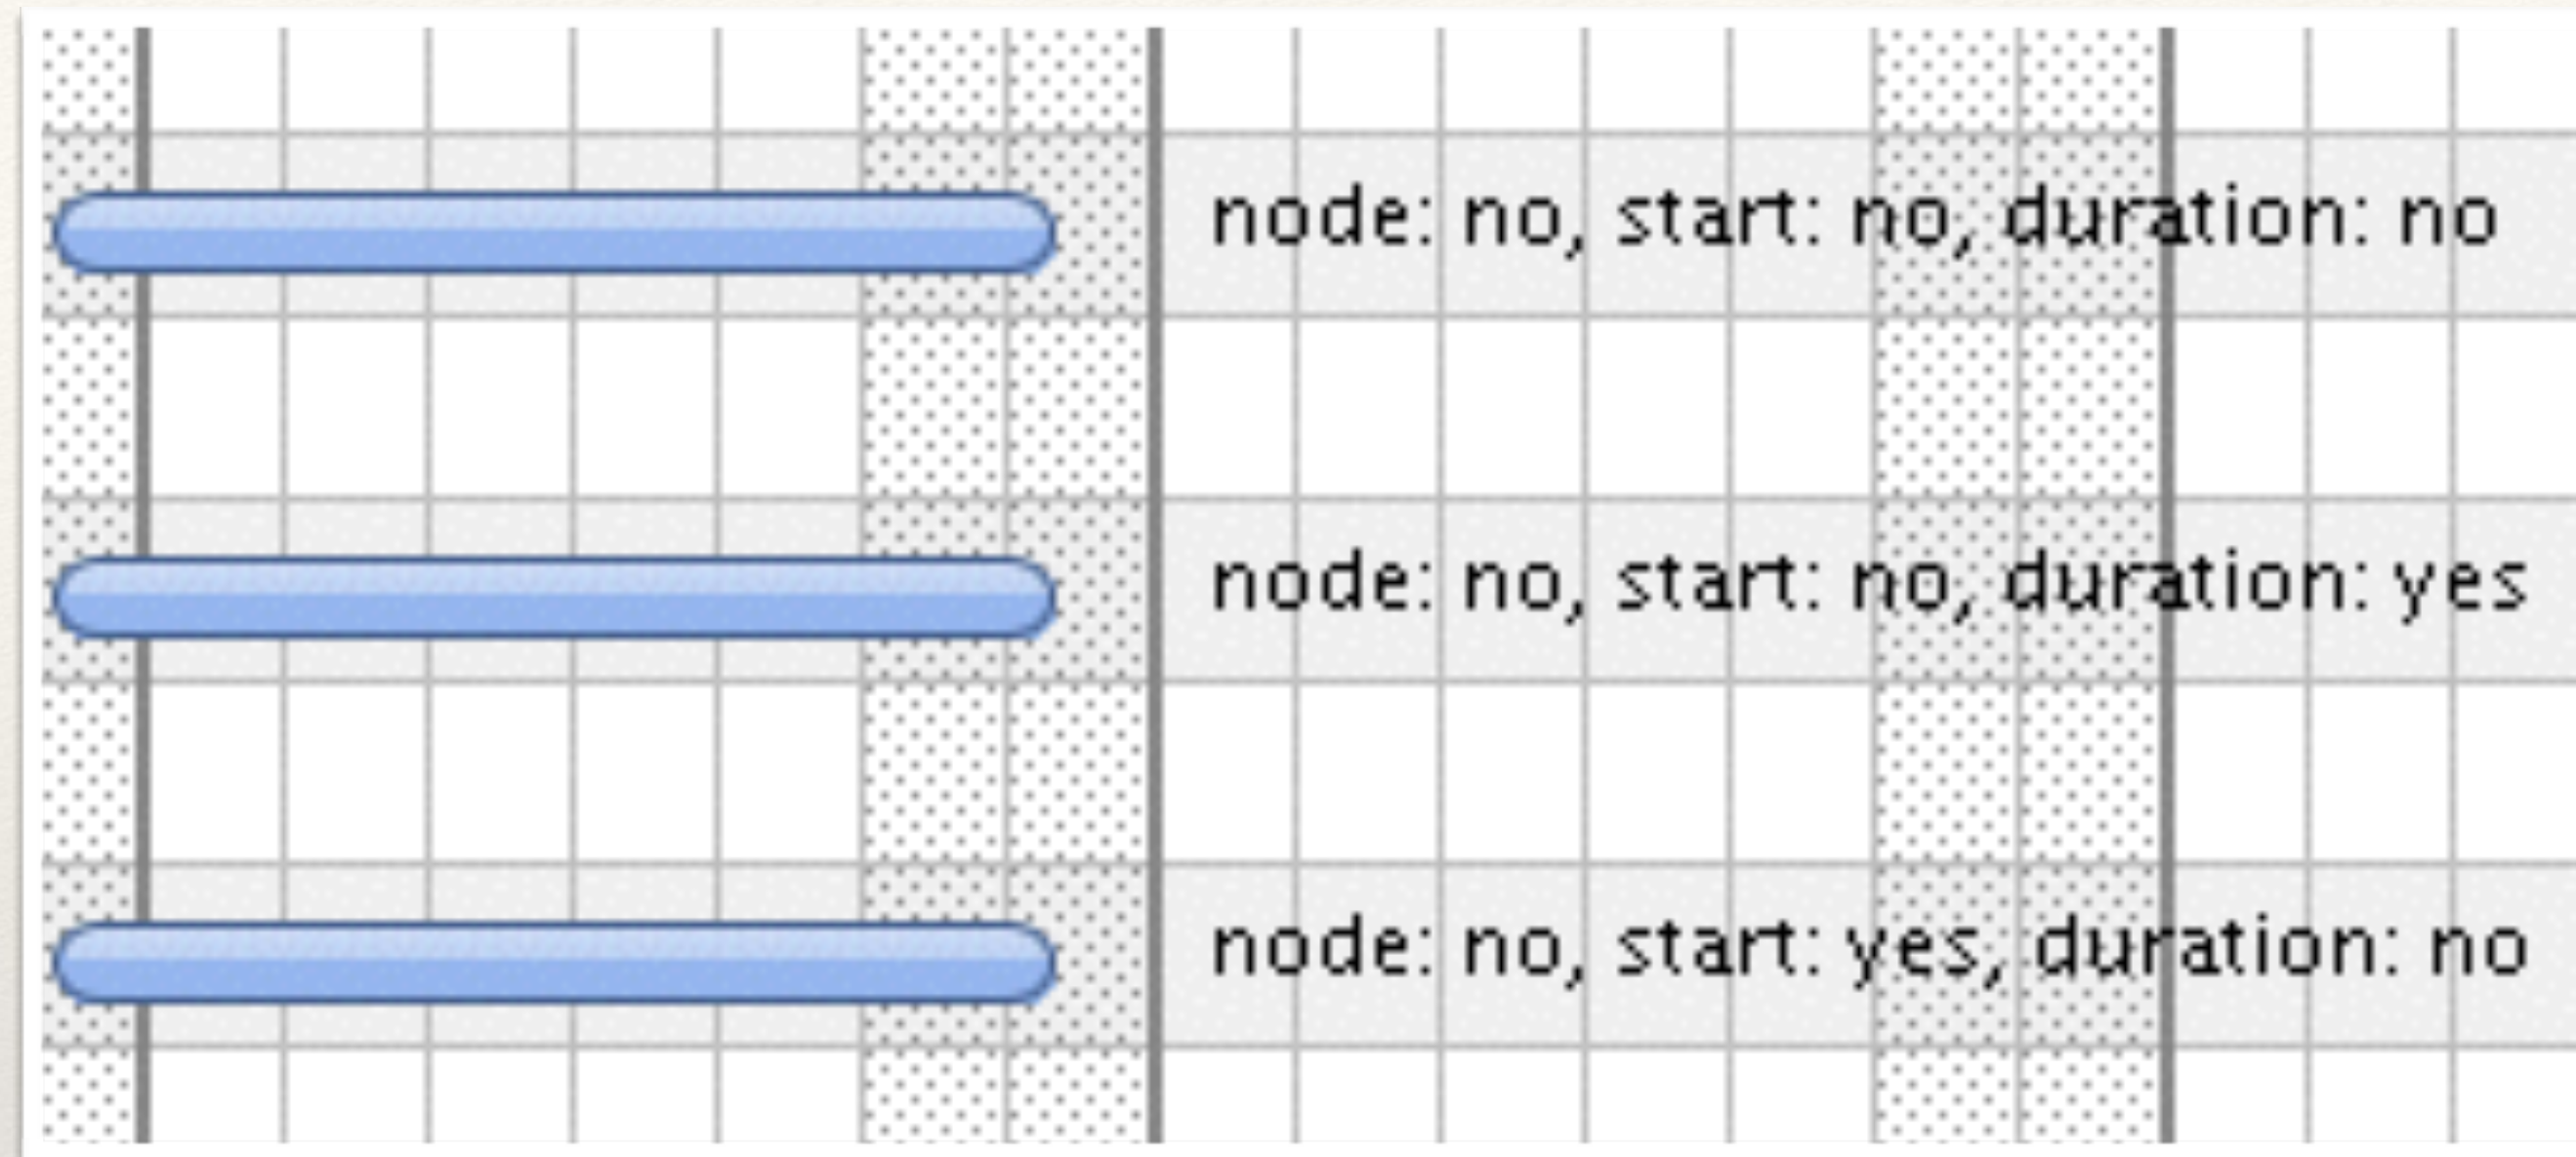 node: no, start: no, duration: no
node: no, start: no, duration: yes
node: no, start: yes, duration: no